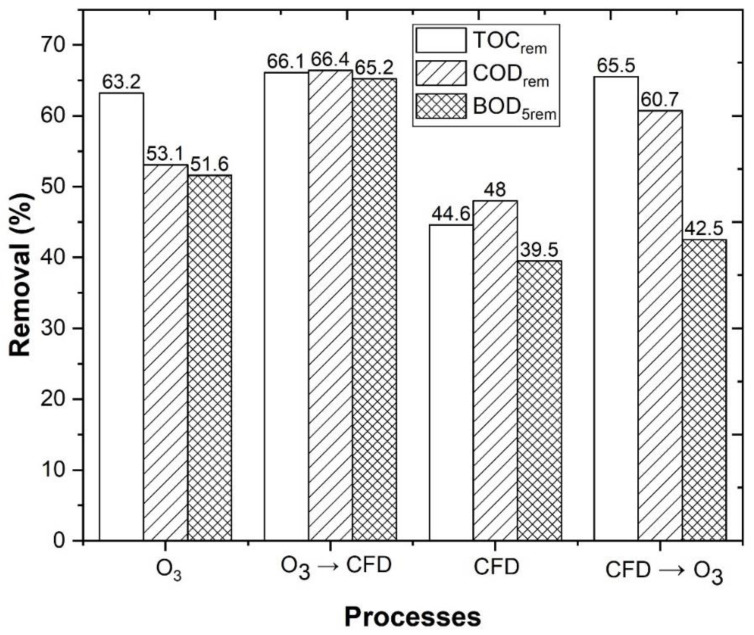 TOCrem
CODrem
BOD5rem
70
60
50
40
30
20
10
0
Removal (%)
63.2
53.1
51.6
66.1
66.4
65.2
44.6
48
39.5
65.5
60.7
42.5
O3
O3 → CFD
CFD
CFD → O3
Processes